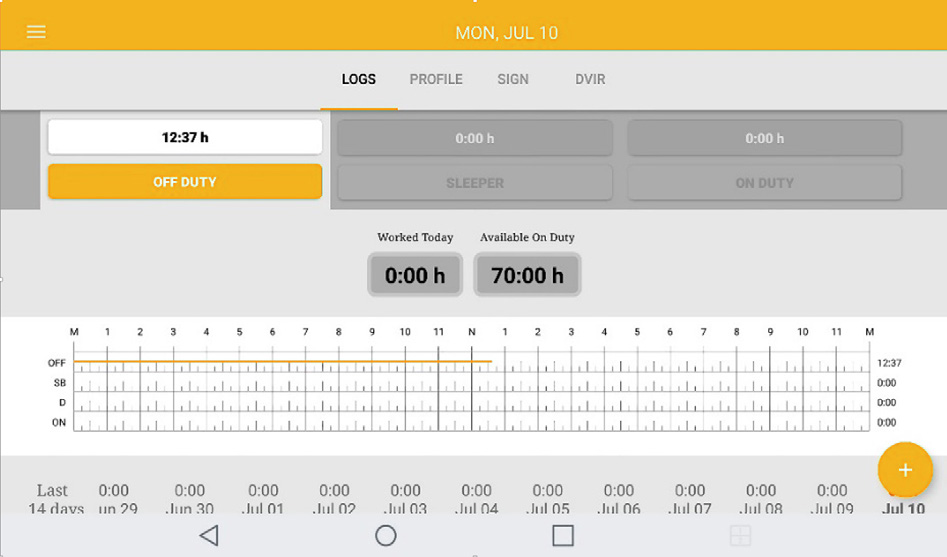 MON, JUL 10
LOGS PROFILE SIGN DVIR
12:37 h 0:00 h 0:00 h
OFF DUTY SLEEPER ON DUTY
Worked Today Available On Duty
0:00 h 70:00 h
M 1 2 3 4 5 6 7 8 9 10 11 N 1 2 3 4 5 6 7 8 9 10 11 M
OFF 12:37
SB 0:00
D 0:00
ON 0:00
+
Last 0:00 0:00 0:00 0:00 0:00 0:00 0:00 0:00 0:00 0:00 0:00
14 days un 29 Jun 30 Jul 01 Jul 02 Jul 03 Jul 04 Jul 05 Jul 06 Jul 07 Jul 08 Jul 09 Jul 10